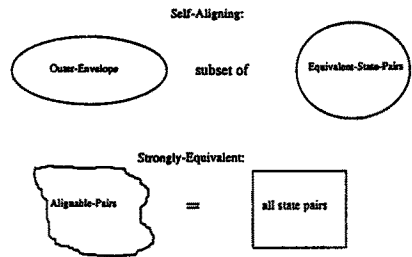 Self-Aligning:
Outer-Envelope subset of Equivalent-State-Pairs
Strongly-Equivalent:
Alignable-Pairs = all state pairs